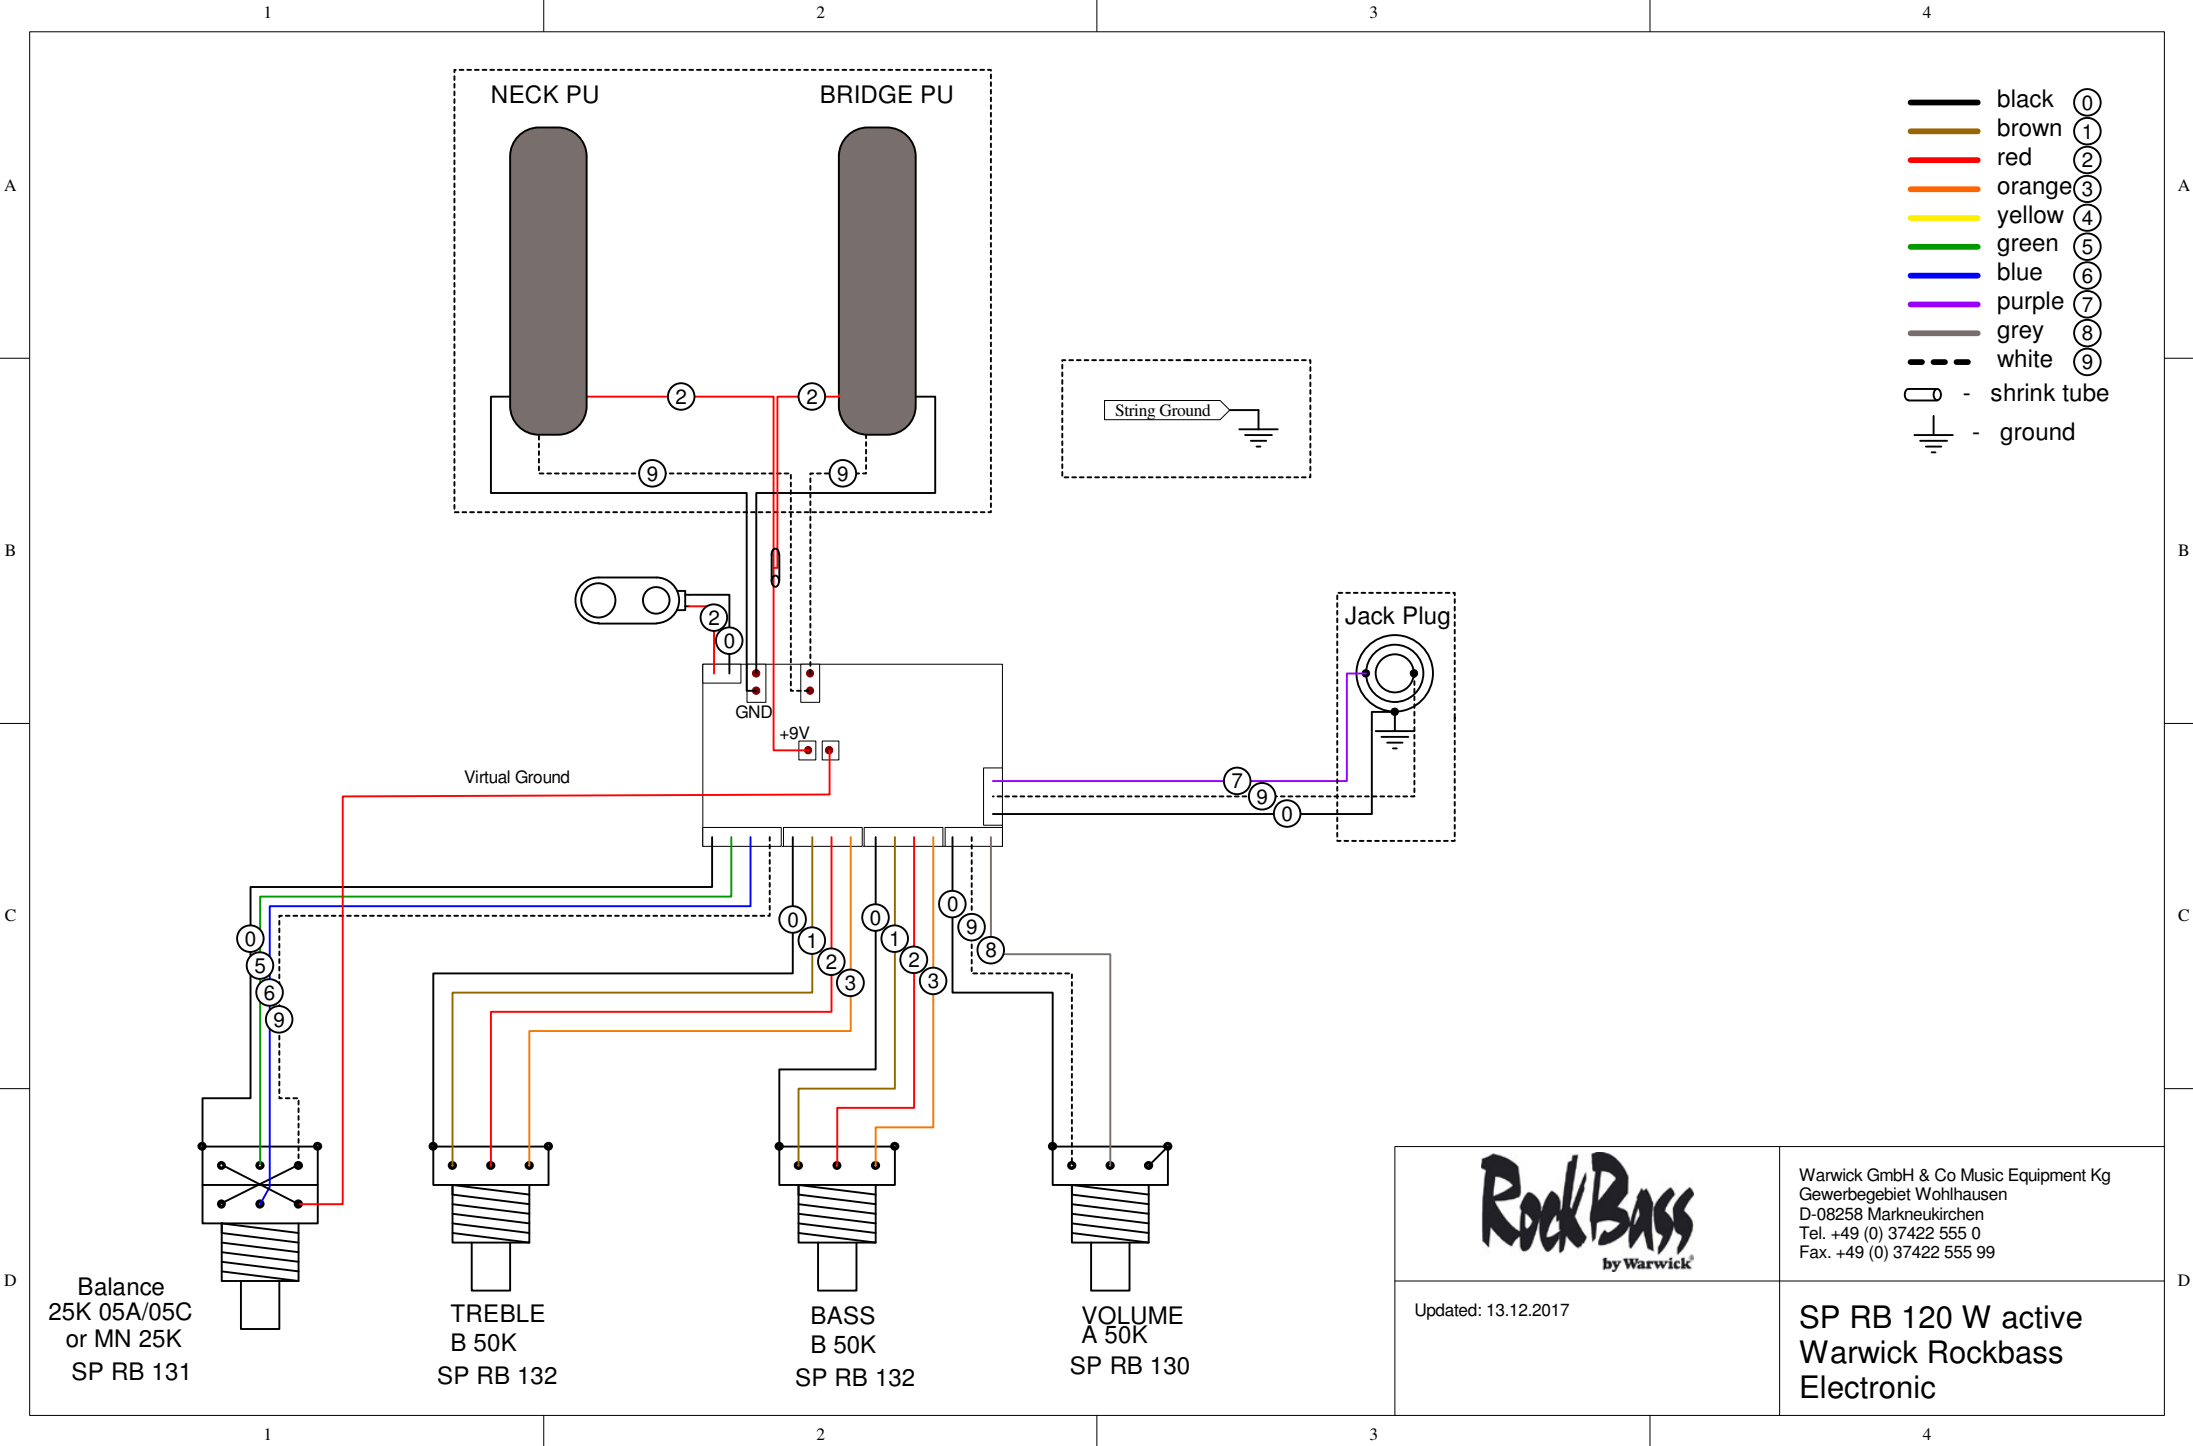 1 2 3 4
NECK PU BRIDGE PU
black 0
brown 1
red 2
orange 3
yellow 4
green 5
blue 6
purple 7
grey 8
white 9
- shrink tube
- ground
A A
2 2
String Ground
9 9
B B
2
0
Jack Plug
GND
+9V
Virtual Ground
7
9
0
C C
0
5
6
9
0
1
2
3
0
1
2
3
0
9
8
D D
Balance
25K 05A/05C
or MN 25K
SP RB 131
TREBLE
B 50K
SP RB 132
BASS
B 50K
SP RB 132
VOLUME
A 50K
SP RB 130
RockBass
by Warwick®
Warwick GmbH & Co Music Equipment Kg
Gewerbegebiet Wohlhausen
D-08258 Markneukirchen
Tel. +49 (0) 37422 555 0
Fax. +49 (0) 37422 555 99
Updated: 13.12.2017
SP RB 120 W active
Warwick Rockbass
Electronic
1 2 3 4